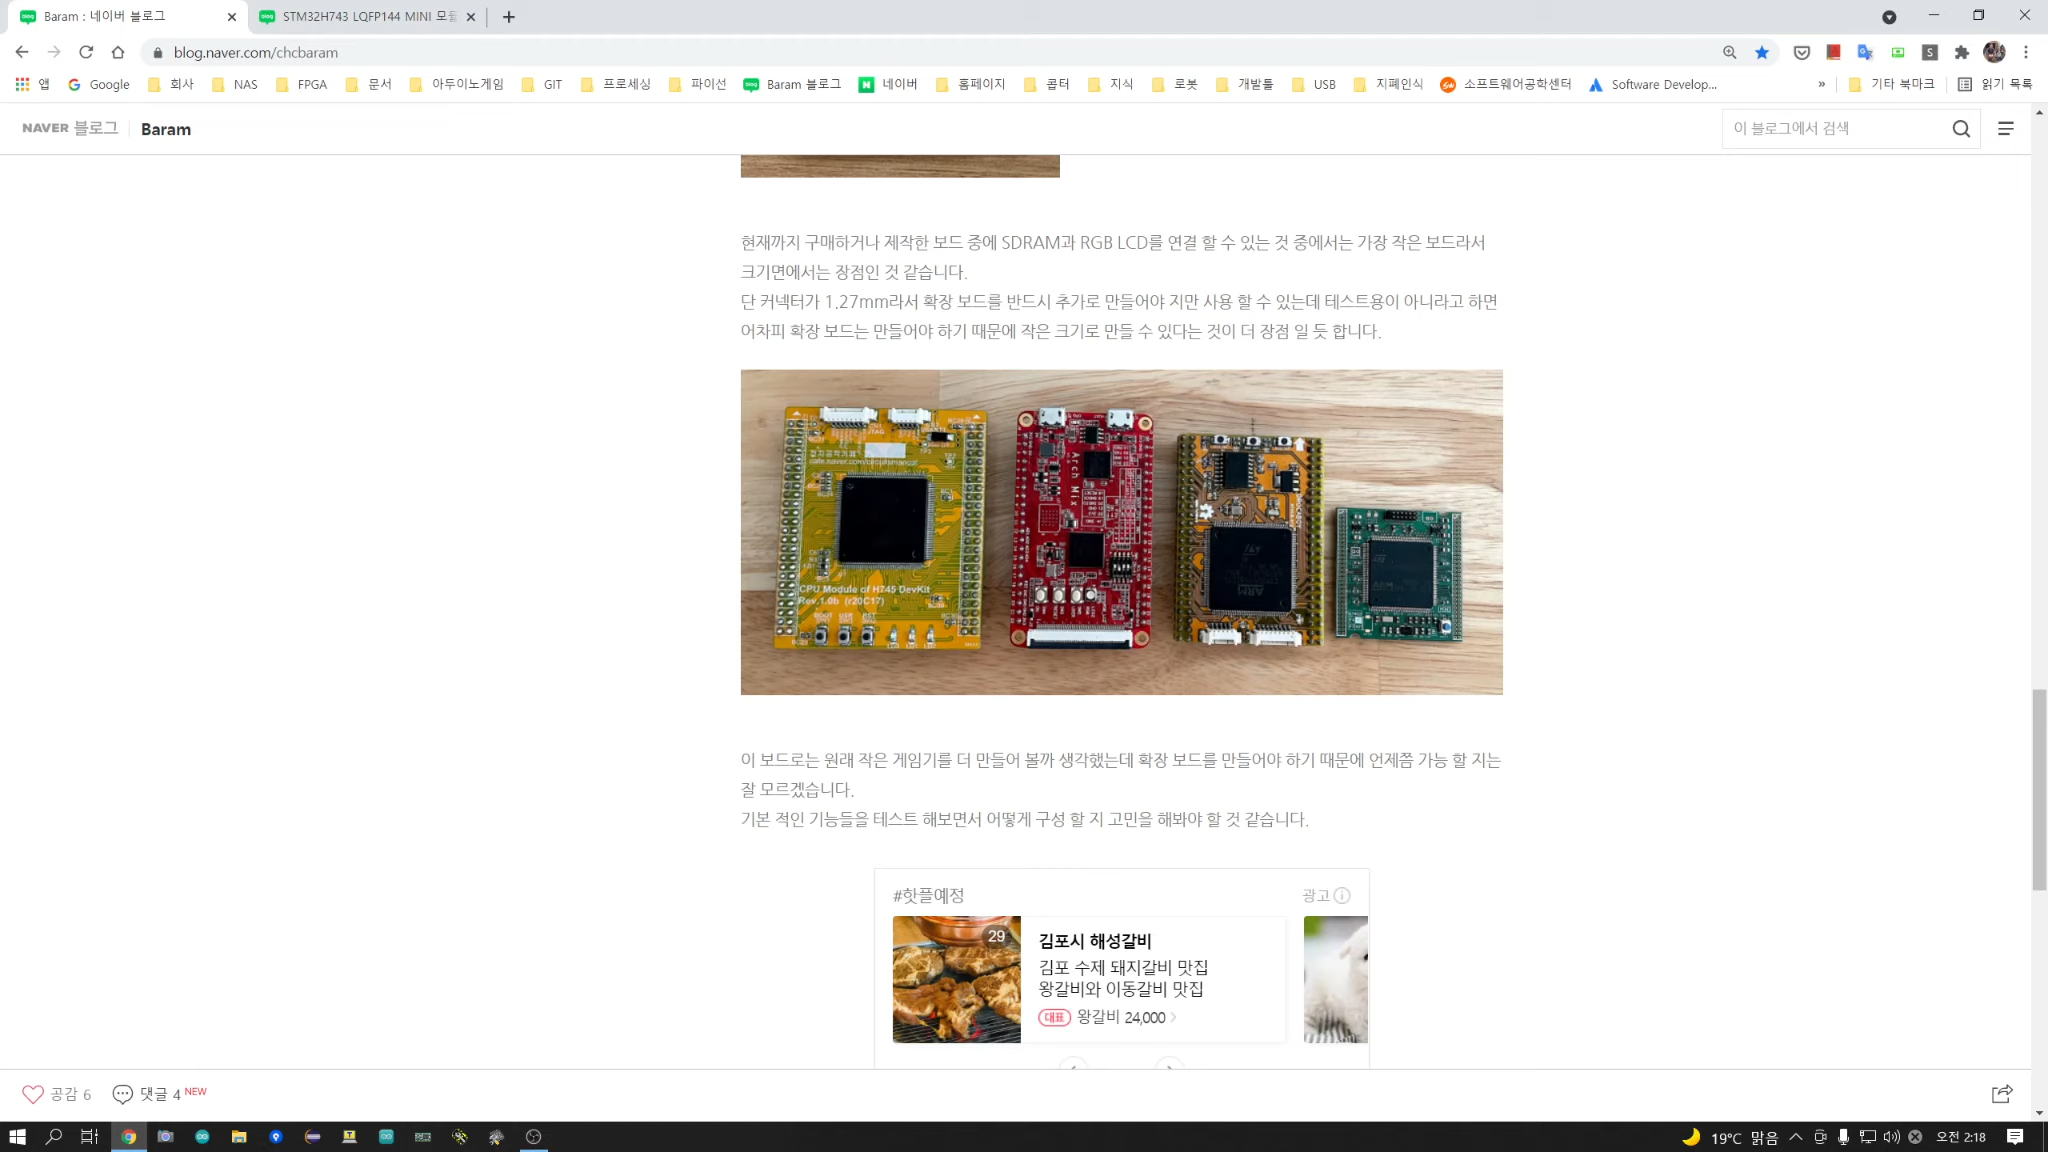 Baram : 네이버 블로그
STM32H743 LQFP144 MINI 모듈
blog.naver.com/chcbaram
앱
Google
회사
NAS
FPGA
문서
아두이노게임
GIT
프로세싱
파이선
Baram 블로그
네이버
홈페이지
콥터
지식
로봇
개발툴
USB
지폐인식
소프트웨어공학센터
Software Develop...
»
기타 북마크
읽기 목록
NAVER 블로그
Baram
이 블로그에서 검색
현재까지 구매하거나 제작한 보드 중에 SDRAM과 RGB LCD를 연결 할 수 있는 것 중에서는 가장 작은 보드라서
크기면에서는 장점인 것 같습니다.
단 커넥터가 1.27mm라서 확장 보드를 반드시 추가로 만들어야 지만 사용 할 수 있는데 테스트용이 아니라고 하면
어차피 확장 보드는 만들어야 하기 때문에 작은 크기로 만들 수 있다는 것이 더 장점 일 듯 합니다.
CPU Module of H745 DevKit
Rev.1.0b (r20C17)
Arch Mix
ARM
이 보드로는 원래 작은 게임기를 더 만들어 볼까 생각했는데 확장 보드를 만들어야 하기 때문에 언제쯤 가능 할 지는
잘 모르겠습니다.
기본 적인 기능들을 테스트 해보면서 어떻게 구성 할 지 고민을 해봐야 할 것 같습니다.
#핫플예정
광고
29
김포시 해성갈비
김포 수제 돼지갈비 맛집
왕갈비와 이동갈비 맛집
대표 왕갈비 24,000
공감 6
댓글 4 NEW
19°C 맑음
오전 2:18